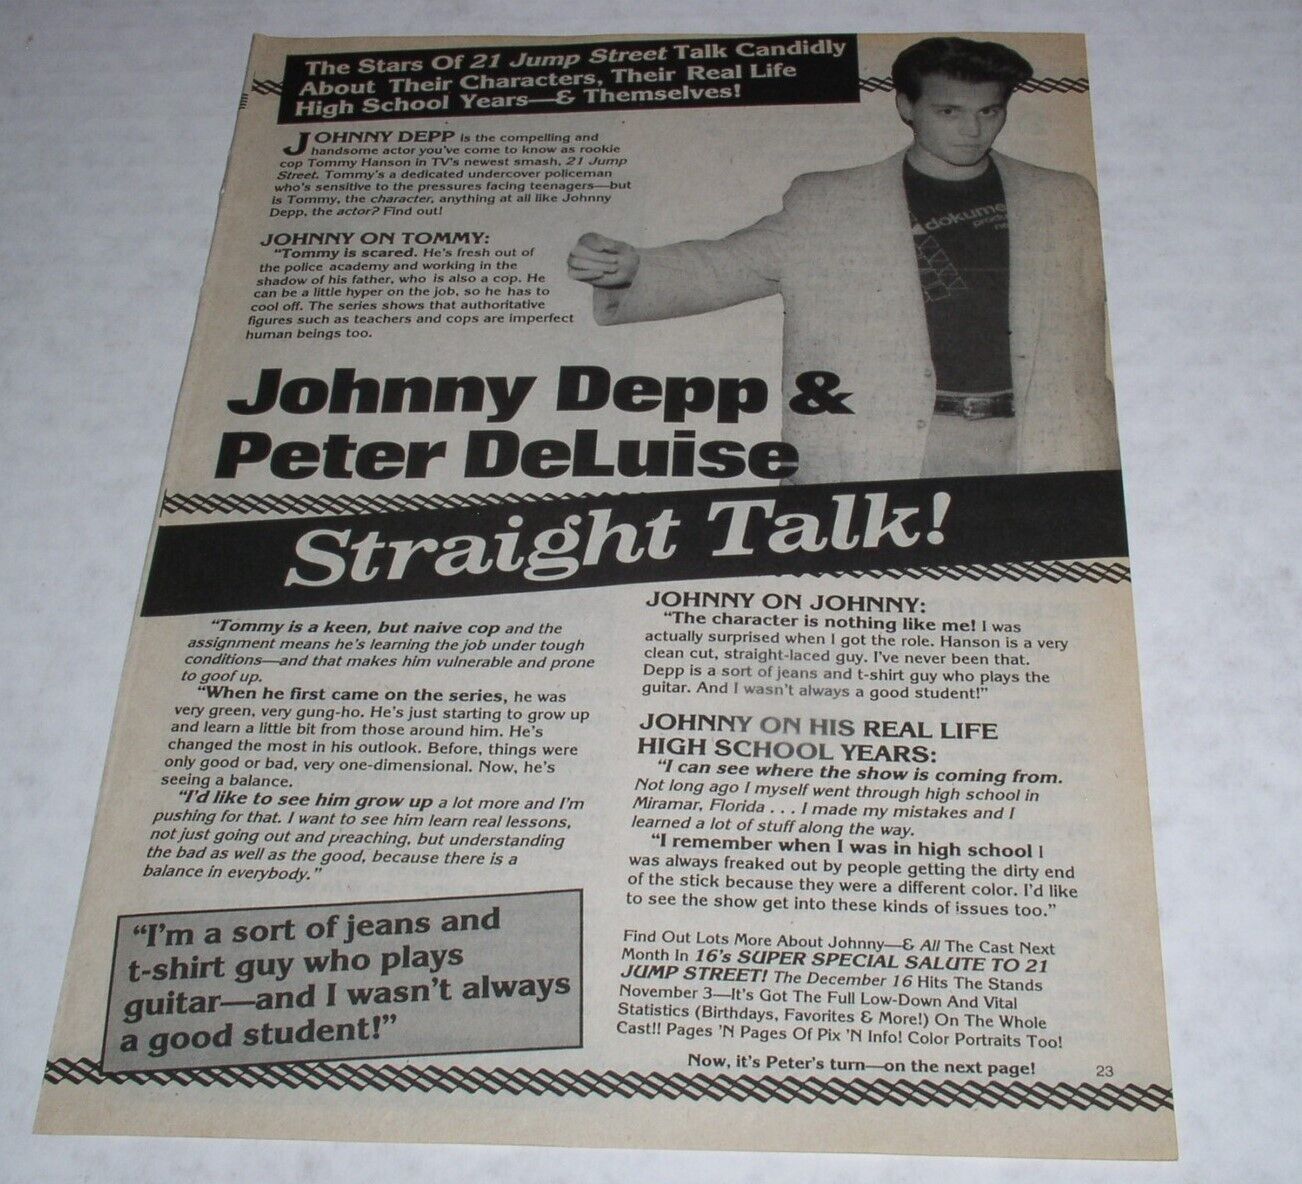 The Stars Of 21 Jump Street Talk Candidly
About Their Characters, Their Real Life
High School Years—& Themselves!
JOHNNY DEPP is the compelling and
handsome actor you've come to know as rookie
cop Tommy Hanson in TV's newest smash, 21 Jump
Street. Tommy's a dedicated undercover policeman
who's sensitive to the pressures facing teenagers—but
is Tommy, the character, anything at all like Johnny
Depp, the actor? Find out!
JOHNNY ON TOMMY:
"Tommy is scared. He's fresh out of
the police academy and working in the
shadow of his father, who is also a cop. He
can be a little hyper on the job, so he has to
cool off. The series shows that authoritative
figures such as teachers and cops are imperfect
human beings too.
dokume
produ
Johnny Depp &
Peter DeLuise
Straight Talk!
"Tommy is a keen, but naive cop and the
assignment means he's learning the job under tough
conditions—and that makes him vulnerable and prone
to goof up.
"When he first came on the series, he was
very green, very gung-ho. He's just starting to grow up
and learn a little bit from those around him. He's
changed the most in his outlook. Before, things were
only good or bad, very one-dimensional. Now, he's
seeing a balance.
"I'd like to see him grow up a lot more and I'm
pushing for that. I want to see him learn real lessons,
not just going out and preaching, but understanding
the bad as well as the good, because there is a
balance in everybody."
"I'm a sort of jeans and
t-shirt guy who plays
guitar—and I wasn't always
a good student!"
JOHNNY ON JOHNNY:
"The character is nothing like me! I was
actually surprised when I got the role. Hanson is a very
clean cut, straight-laced guy. I've never been that.
Depp is a sort of jeans and t-shirt guy who plays the
guitar. And I wasn't always a good student!"
JOHNNY ON HIS REAL LIFE
HIGH SCHOOL YEARS:
"I can see where the show is coming from.
Not long ago I myself went through high school in
Miramar, Florida . . . I made my mistakes and I
learned a lot of stuff along the way.
"I remember when I was in high school I
was always freaked out by people getting the dirty end
of the stick because they were a different color. I'd like
to see the show get into these kinds of issues too."
Find Out Lots More About Johnny—& All The Cast Next
Month In 16's SUPER SPECIAL SALUTE TO 21
JUMP STREET! The December 16 Hits The Stands
November 3—It's Got The Full Low-Down And Vital
Statistics (Birthdays, Favorites & More!) On The Whole
Cast!! Pages 'N Pages Of Pix 'N Info! Color Portraits Too!
Now, it's Peter's turn—on the next page!
23